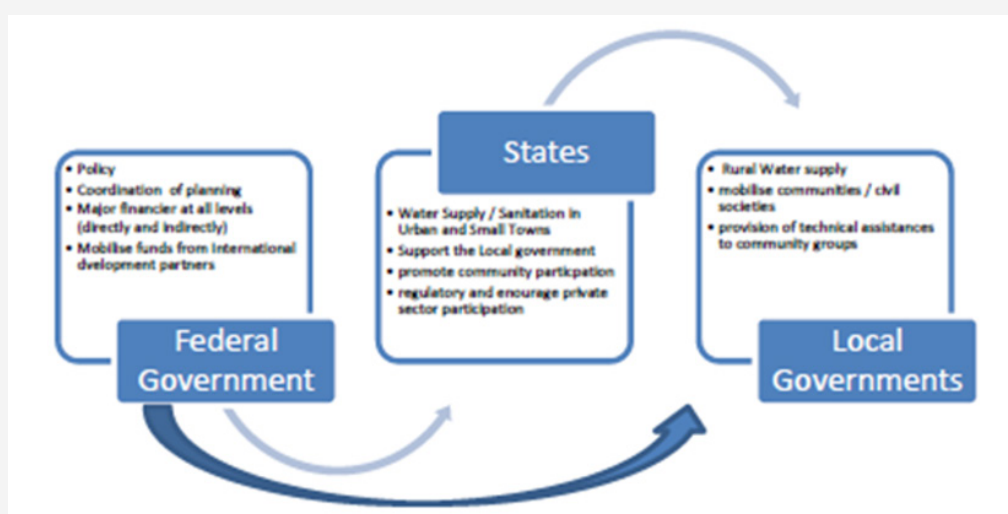 • Policy
• Coordination of planning
• Major financier at all levels
(directly and indirectly)
• Mobilise funds from International
dvelopment partners
Federal
Government
States
• Water Supply / Sanitation in
Urban and Small Towns
• Support the Local government
• promote community particpation
• regulatory and enourage private
sector participation
• Rural Water supply
• mobilise communities / civil
societies
• provision of technical assistances
to community groups
Local
Governments